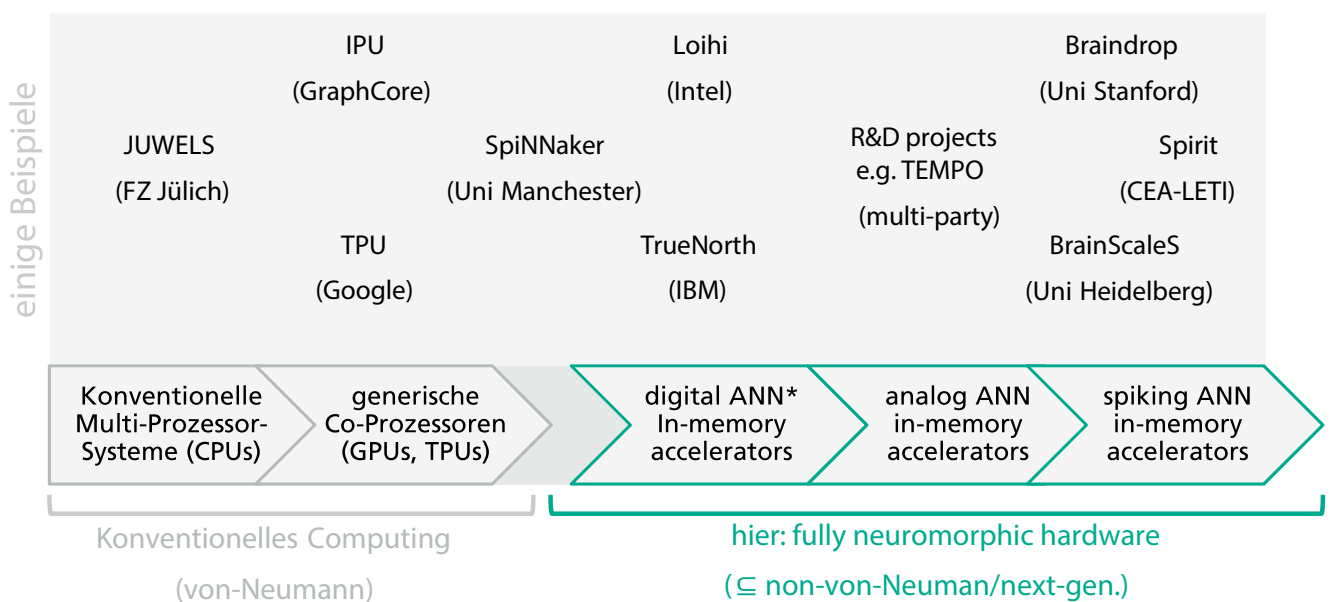 einige Beispiele
IPU
(GraphCore)
Loihi
(Intel)
Braindrop
(Uni Stanford)
JUWELS
(FZ Jülich)
SpiNNaker
(Uni Manchester)
R&D projects
e.g. TEMPO
(multi-party)
Spirit
(CEA-LETI)
TPU
(Google)
TrueNorth
(IBM)
BrainScaleS
(Uni Heidelberg)
Konventionelle
Multi-Prozessor-
Systeme (CPUs)
generische
Co-Prozessoren
(GPUs, TPUs)
digital ANN*
In-memory
accelerators
analog ANN
in-memory
accelerators
spiking ANN
in-memory
accelerators
Konventionelles Computing
(von-Neumann)
hier: fully neuromorphic hardware
(⊆ non-von-Neuman/next-gen.)